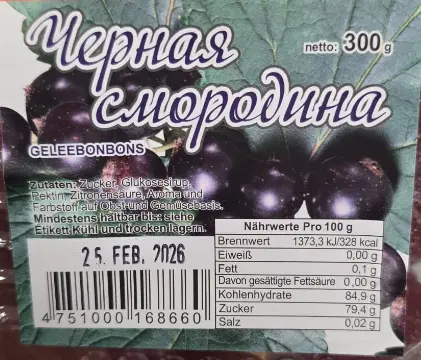 Черная
смородина
netto: 300 g
GELEEBONBONS
Zutaten: Zucker, Glukosesirup,
Pektin, Zitronensäure, Aroma und
Farbstoff auf Obst und Gemüsebasis.
Mindestens haltbar bis: siehe
Etikett Kühl und trocken lagern.
25. FEB. 2026
4 751000 168660
Nährwerte Pro 100 g
Brennwert 1373,3 kJ/328 kcal
Eiweiß 0,00 g
Fett 0,1 g
Davon gesättigte Fettsäure 0,00 g
Kohlenhydrate 84,9 g
Zucker 79,4 g
Salz 0,02 g